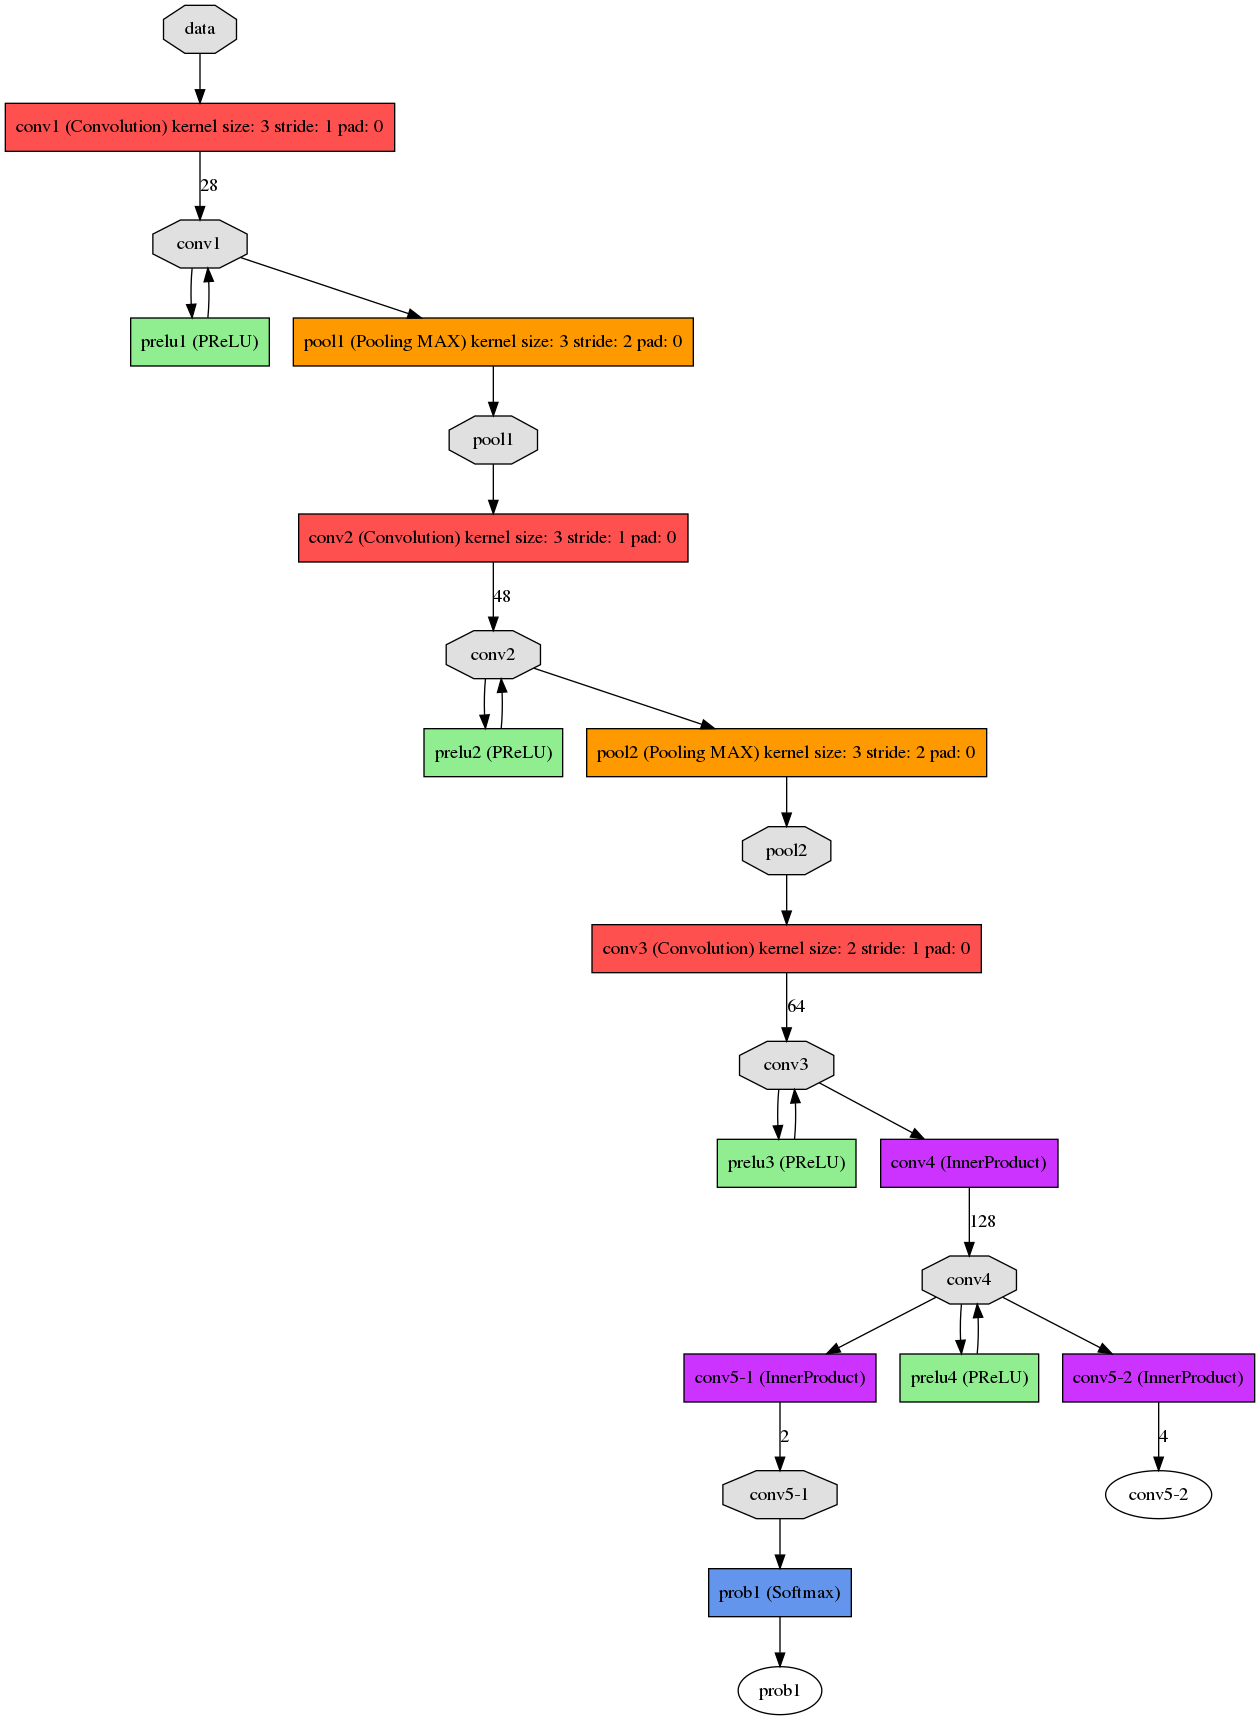 data
conv1 (Convolution) kernel size: 3 stride: 1 pad: 0
28
conv1
prelu1 (PReLU)
pool1 (Pooling MAX) kernel size: 3 stride: 2 pad: 0
pool1
conv2 (Convolution) kernel size: 3 stride: 1 pad: 0
48
conv2
prelu2 (PReLU)
pool2 (Pooling MAX) kernel size: 3 stride: 2 pad: 0
pool2
conv3 (Convolution) kernel size: 2 stride: 1 pad: 0
64
conv3
prelu3 (PReLU)
conv4 (InnerProduct)
128
conv4
conv5-1 (InnerProduct)
prelu4 (PReLU)
conv5-2 (InnerProduct)
2
4
conv5-1
conv5-2
prob1 (Softmax)
prob1